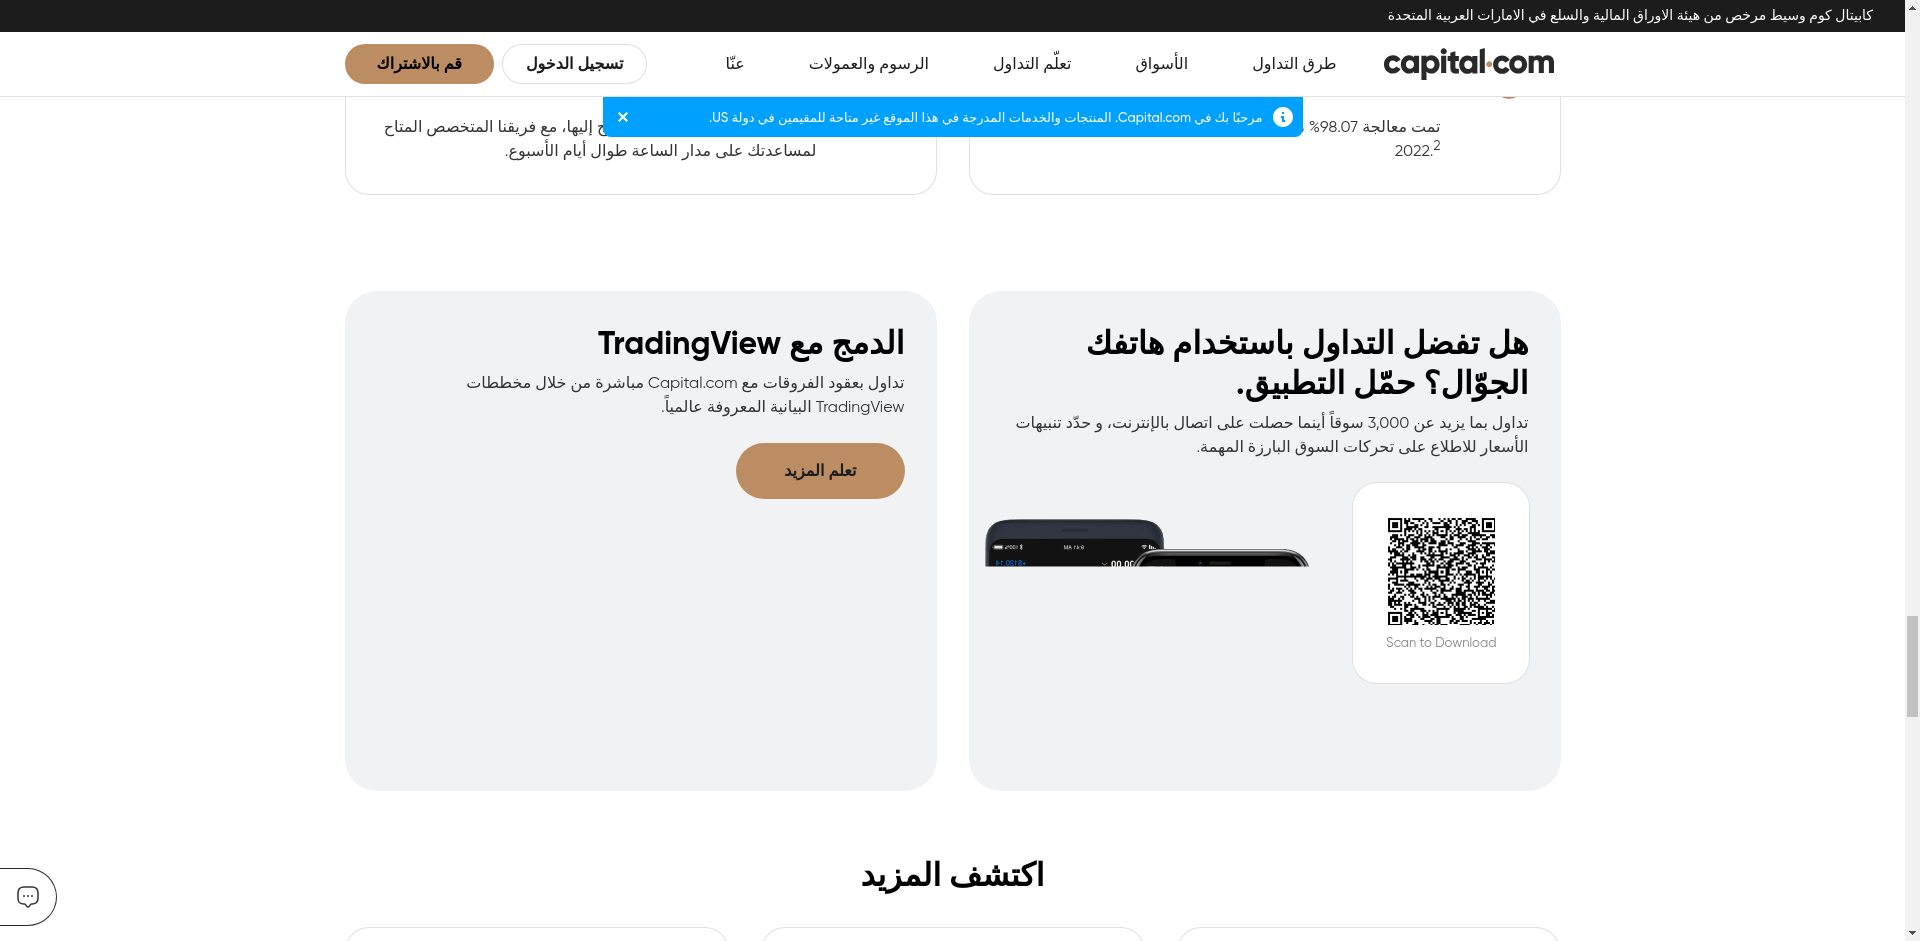 كابيتال كوم وسيط مرخص من هيئة الاوراق المالية والسلع في الامارات العربية المتحدة
capital.com
طرق التداول
الأسواق
تعلّم التداول
الرسوم والعمولات
عنّا
تسجيل الدخول
قم بالاشتراك
مرحبًا بك في Capital.com. المنتجات والخدمات المدرجة في هذا الموقع غير متاحة للمقيمين في دولة US.
تمت معالجة 98.07%
2022.2
إليها، مع فريقنا المتخصص المتاح
لمساعدتك على مدار الساعة طوال أيام الأسبوع.
هل تفضل التداول باستخدام هاتفك
الجوّال؟ حمّل التطبيق.
تداول بما يزيد عن 3,000 سوقاً أينما حصلت على اتصال بالإنترنت، و حدّد تنبيهات
الأسعار للاطلاع على تحركات السوق البارزة المهمة.
Scan to Download
الدمج مع TradingView
تداول بعقود الفروقات مع Capital.com مباشرة من خلال مخططات
TradingView البيانية المعروفة عالمياً.
تعلم المزيد
اكتشف المزيد